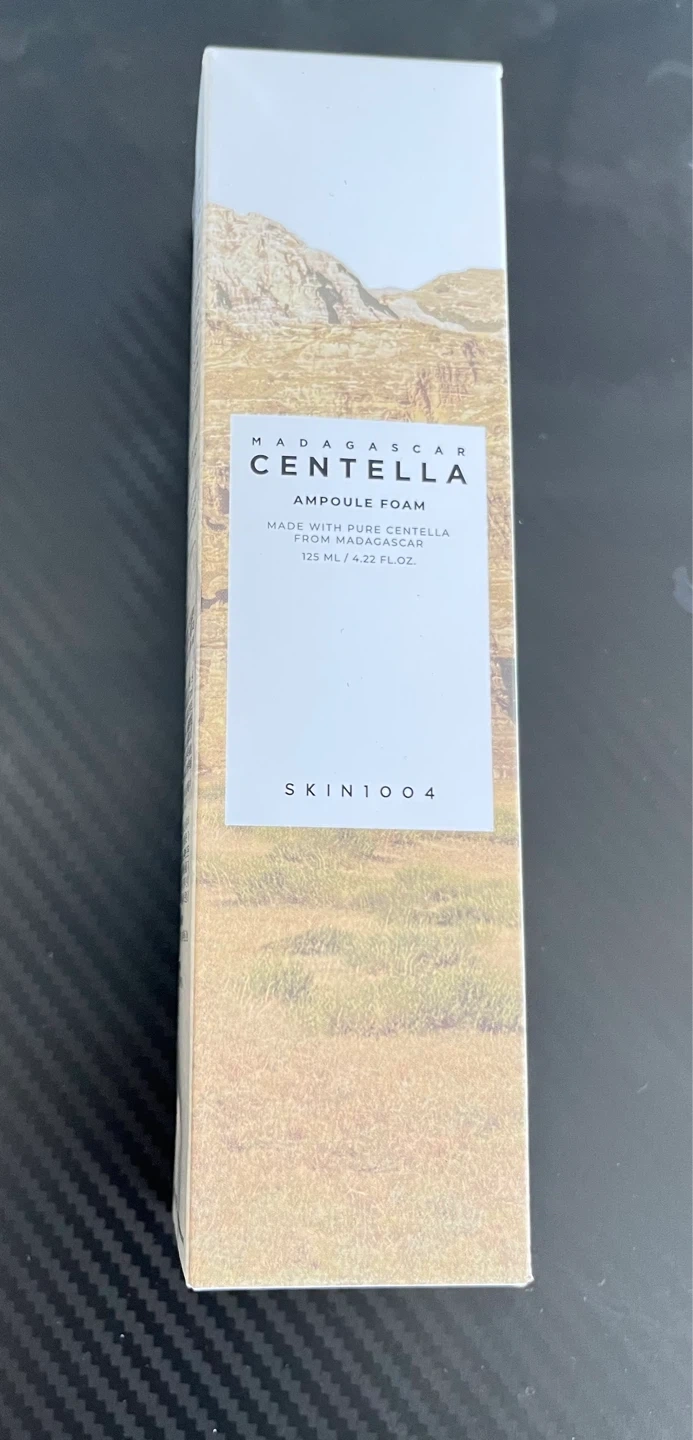 MADAGASCAR
CENTELLA
AMPOULE FOAM
MADE WITH PURE CENTELLA
FROM MADAGASCAR
125 ML / 4.22 FL.OZ.
SKIN1004